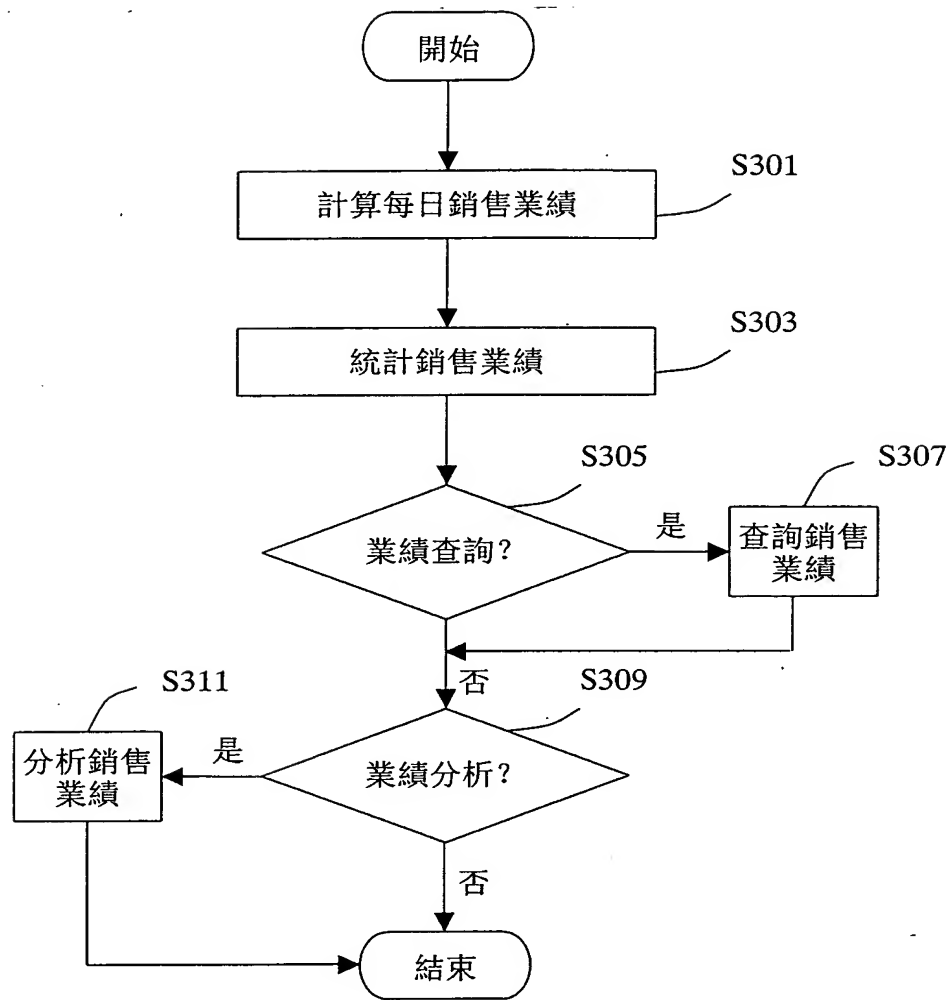 開始
S301
計算每日銷售業績
S303
統計銷售業績
S305
S307
業績查詢?
是
查詢銷售
業績
否
S309
S311
分析銷售
業績
是
業績分析?
否
結束